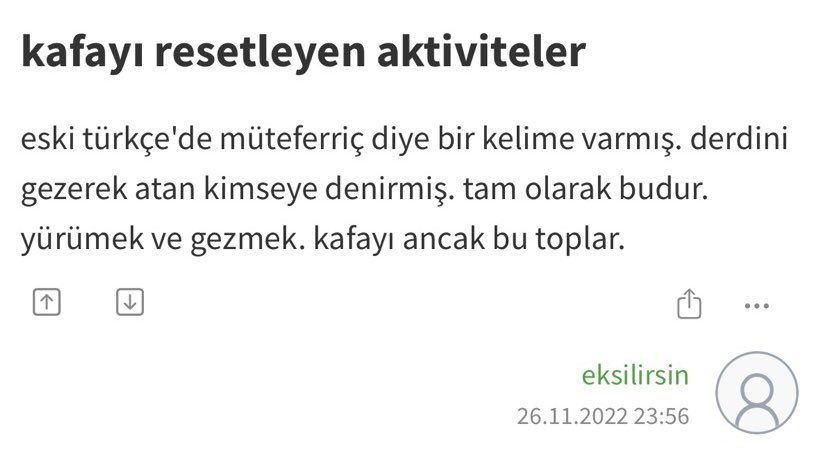 kafayı resetleyen aktiviteler
eski türkçe'de müteferriç diye bir kelime varmış. derdini
gezerek atan kimseye denirmiş. tam olarak budur.
yürümek ve gezmek. kafayı ancak bu toplar.
eksilirsin
26.11.2022 23:56